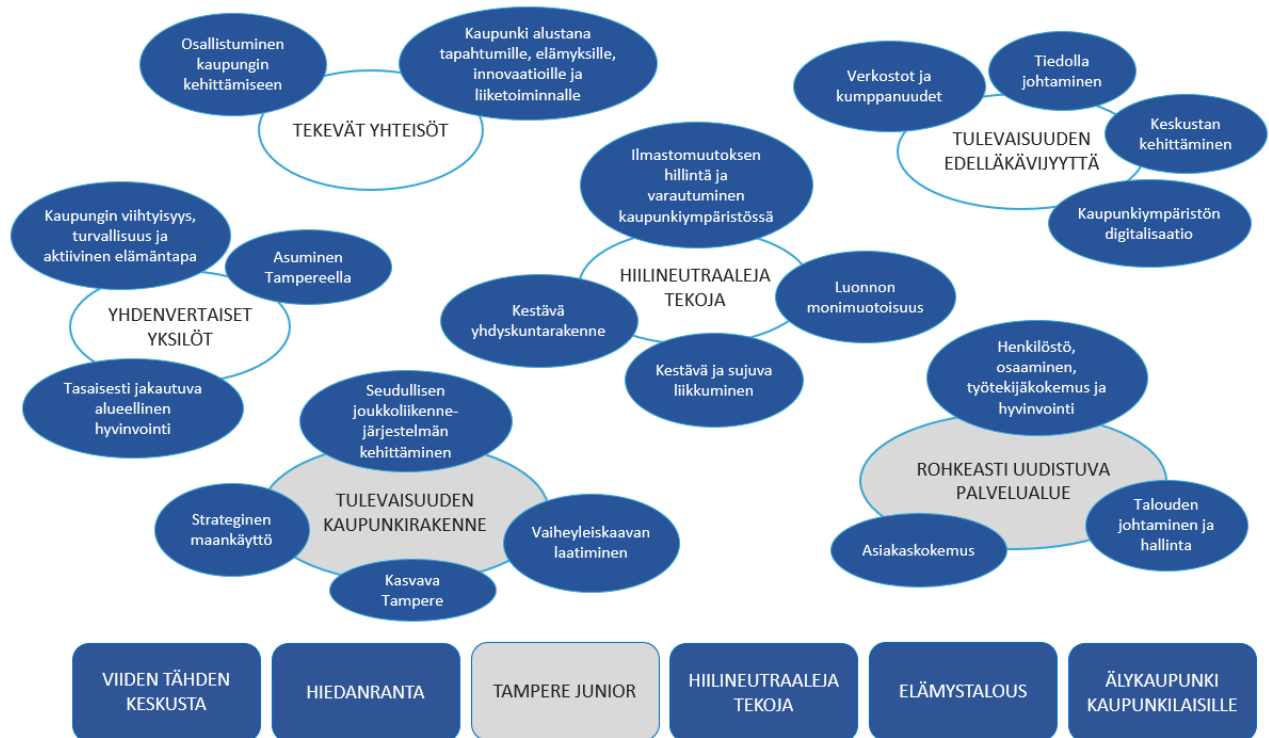 Osallistuminen
kaupungin
kehittämiseen
Kaupunki alustana
tapahtumille, elämyksille,
innovaatioille ja
liiketoiminnalle
TEKEVÄT YHTEISÖT
Verkostot ja
kumppanuudet
Tiedolla
johtaminen
Keskustan
kehittäminen
Kaupunkiympäristön
digitalisaatio
TULEVAISUUDEN
EDELLÄKÄVIJYYTTÄ
Ilmastomuutoksen
hillintä ja
varautuminen
kaupunkiympäristössä
Luonnon
monimuotoisuus
Kestävä
yhdyskuntarakenne
Kestävä ja sujuva
liikkuminen
HIILINEUTRAALEJA
TEKOJA
Kaupungin viihtyisyys,
turvallisuus ja
aktiivinen elämäntapa
Asuminen
Tampereella
YHDENVERTAISET
YKSILÖT
Tasaisesti jakautuva
alueellinen
hyvinvointi
Seudullisen
joukkoliikenne-
järjestelmän
kehittäminen
Strateginen
maankäyttö
TULEVAISUUDEN
KAUPUNKIRAKENNE
Vaiheyleiskaavan
laatiminen
Kasvava
Tampere
Henkilöstö,
osaaminen,
työtekijäkokemus ja
hyvinvointi
ROHKEASTI UUDISTUVA
PALVELUALUE
Asiakaskokemus
Talouden
johtaminen ja
hallinta
VIIDEN TÄHDEN
KESKUSTA
HIEDANRANTA
TAMPERE JUNIOR
HIILINEUTRAALEJA
TEKOJA
ELÄMYSTALOUS
ÄLYKAUPUNKI
KAUPUNKILAISILLE